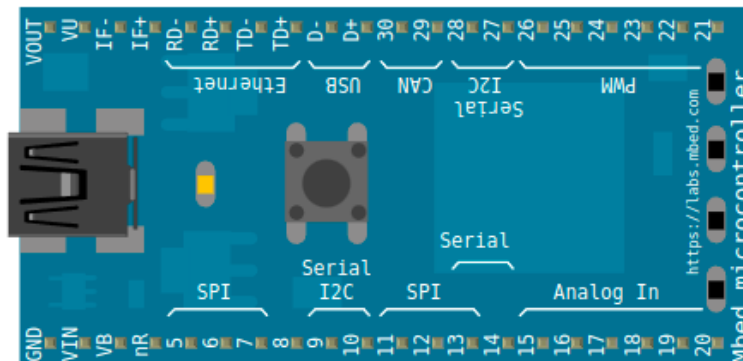 VOUT VU IF- IF+ RD- RD+ TD- TD+ D- D+ 30 29 28 27 26 25 24 23 22 21
Ethernet USB CAN I2C PWM
Serial
https://labs.mbed.com
mbed microcontroller
Serial
Serial
SPI I2C SPI Analog In
GND VIN VB nR 5 6 7 8 9 10 11 12 13 14 15 16 17 18 19 20